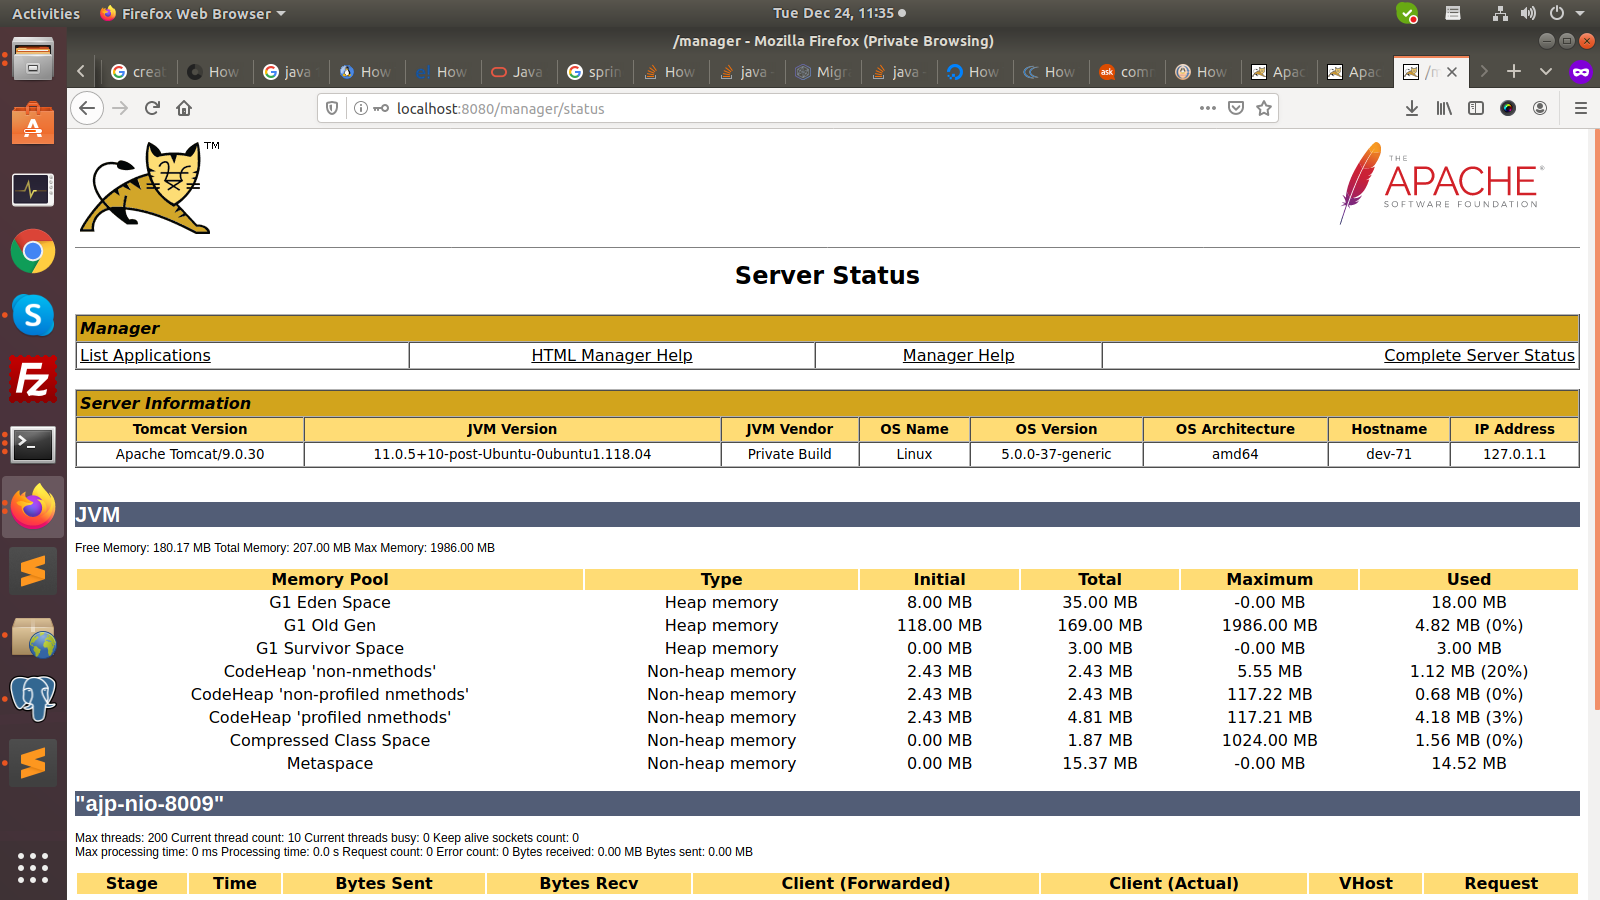 Activities Firefox Web Browser Tue Dec 24, 11:35
/manager - Mozilla Firefox (Private Browsing)
creat How java How How Java sprin How java Migr java How How ask com How Apac Apac /m
localhost:8080/manager/status
TM
THE
APACHE®
SOFTWARE FOUNDATION
Server Status
Manager
List Applications HTML Manager Help Manager Help Complete Server Status
Server Information
Tomcat Version JVM Version JVM Vendor OS Name OS Version OS Architecture Hostname IP Address
Apache Tomcat/9.0.30 11.0.5+10-post-Ubuntu-0ubuntu1.118.04 Private Build Linux 5.0.0-37-generic amd64 dev-71 127.0.1.1
JVM
Free Memory: 180.17 MB Total Memory: 207.00 MB Max Memory: 1986.00 MB
Memory Pool Type Initial Total Maximum Used
G1 Eden Space Heap memory 8.00 MB 35.00 MB -0.00 MB 18.00 MB
G1 Old Gen Heap memory 118.00 MB 169.00 MB 1986.00 MB 4.82 MB (0%)
G1 Survivor Space Heap memory 0.00 MB 3.00 MB -0.00 MB 3.00 MB
CodeHeap 'non-nmethods' Non-heap memory 2.43 MB 2.43 MB 5.55 MB 1.12 MB (20%)
CodeHeap 'non-profiled nmethods' Non-heap memory 2.43 MB 2.43 MB 117.22 MB 0.68 MB (0%)
CodeHeap 'profiled nmethods' Non-heap memory 2.43 MB 4.81 MB 117.21 MB 4.18 MB (3%)
Compressed Class Space Non-heap memory 0.00 MB 1.87 MB 1024.00 MB 1.56 MB (0%)
Metaspace Non-heap memory 0.00 MB 15.37 MB -0.00 MB 14.52 MB
"ajp-nio-8009"
Max threads: 200 Current thread count: 10 Current threads busy: 0 Keep alive sockets count: 0
Max processing time: 0 ms Processing time: 0.0 s Request count: 0 Error count: 0 Bytes received: 0.00 MB Bytes sent: 0.00 MB
Stage Time Bytes Sent Bytes Recv Client (Forwarded) Client (Actual) VHost Request